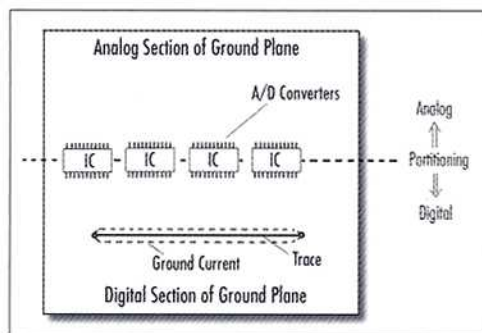 Analog Section of Ground Plane
A/D Converters
Analog
IC IC IC IC
Partitioning
Digital
Trace
Ground Current
Digital Section of Ground Plane